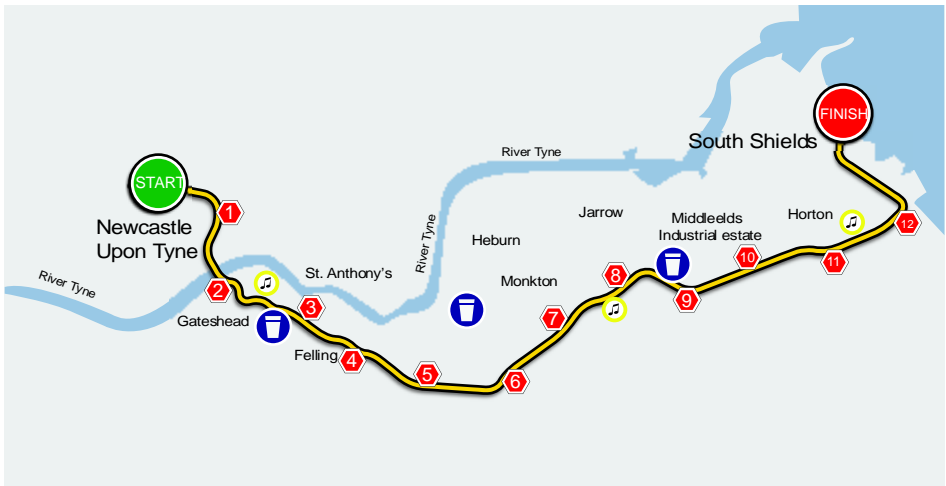 FINISH
South Shields
River Tyne
START
1
Newcastle
Upon Tyne
Jarrow
Middleelds
Industrial estate
Horton
12
River Tyne
Heburn
St. Anthony's
Monkton
10
11
River Tyne
2
8
9
Gateshead
3
7
Felling
4
5
6